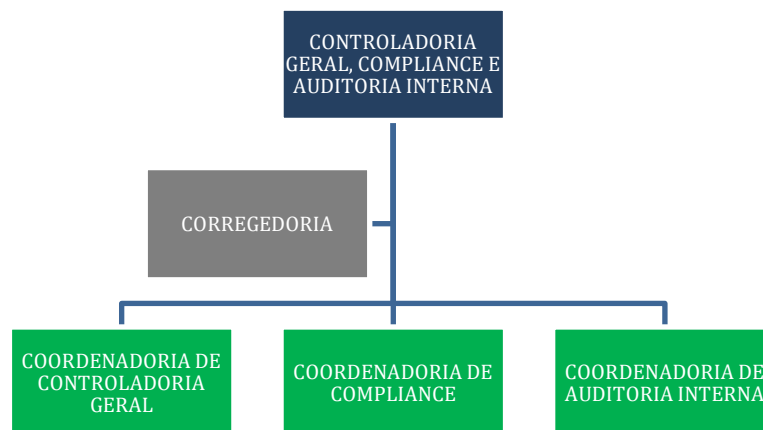 CONTROLADORIA
GERAL, COMPLIANCE E
AUDITORIA INTERNA
CORREGEDORIA
COORDENADORIA DE
CONTROLADORIA
GERAL
COORDENADORIA DE
COMPLIANCE
COORDENADORIA DE
AUDITORIA INTERNA